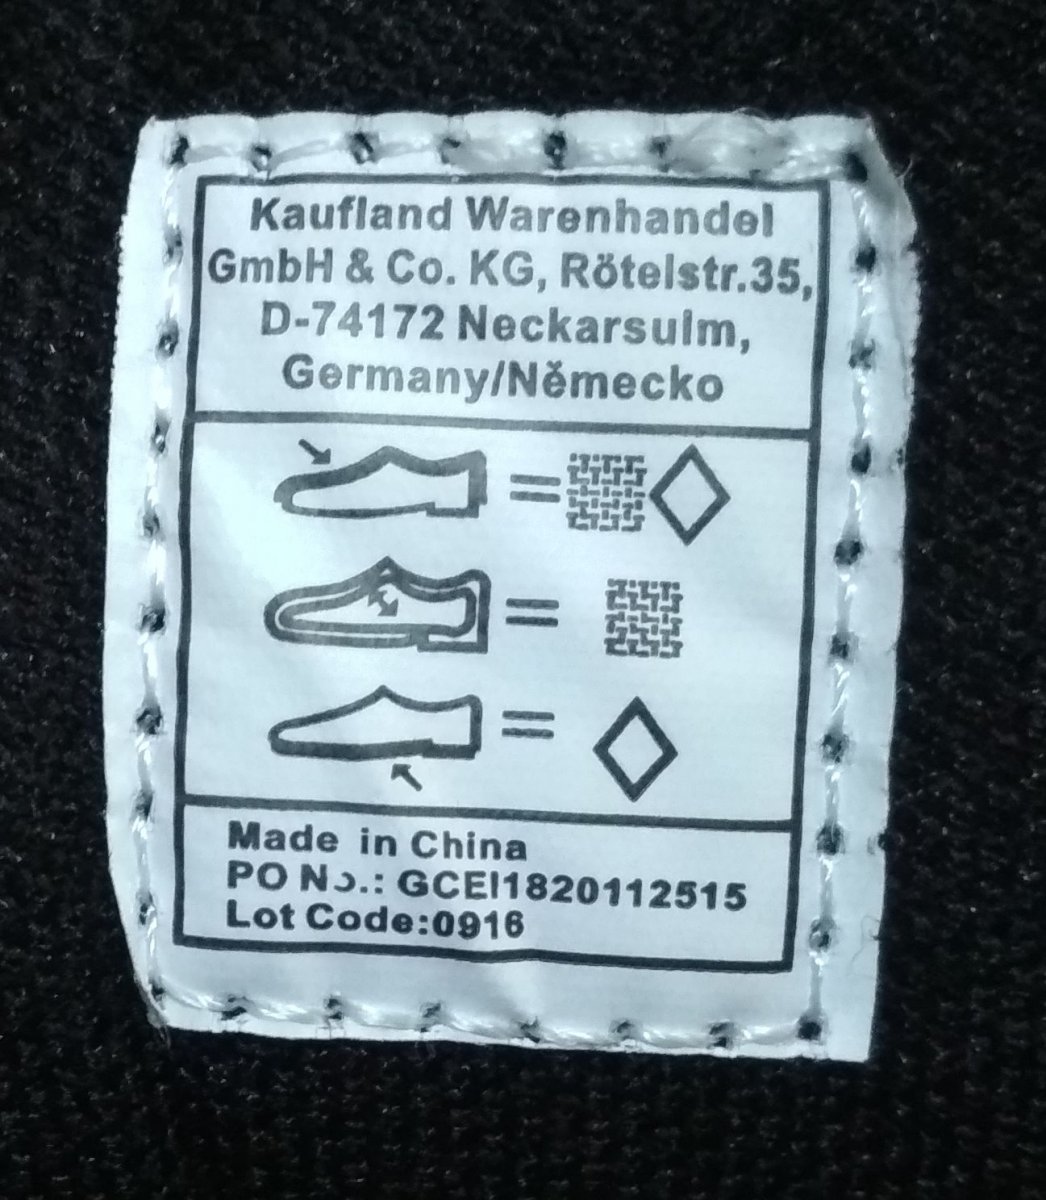 Kaufland Warenhandel
GmbH & Co. KG, Rötelstr.35,
D-74172 Neckarsulm,
Germany/Německo
Made in China
PO No.: GCEI1820112515
Lot Code:0916